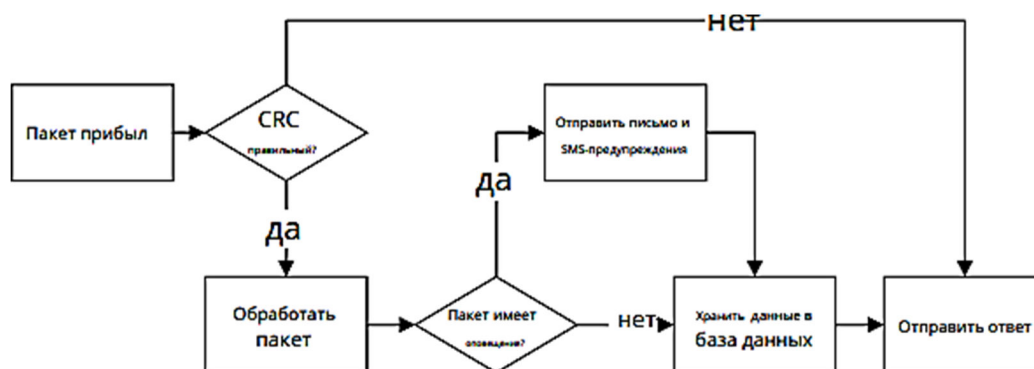 нет
Пакет прибыл
CRC
правильный?
Отправить письмо и
SMS-предупреждения
да
да
Обработать
пакет
Пакет имеет
оповещение?
нет
Хранить данные в
база данных
Отправить ответ